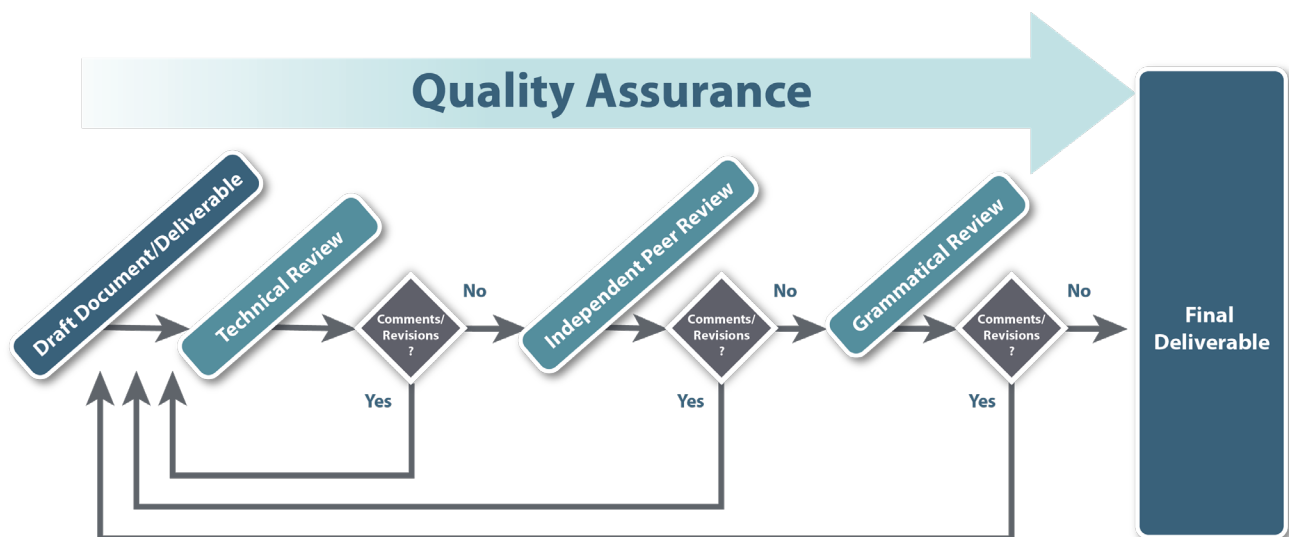 Quality Assurance
Draft Document/Deliverable
Technical Review
Comments/
Revisions
?
No
Yes
Independent Peer Review
Comments/
Revisions
?
No
Yes
Grammatical Review
Comments/
Revisions
?
No
Yes
Final
Deliverable